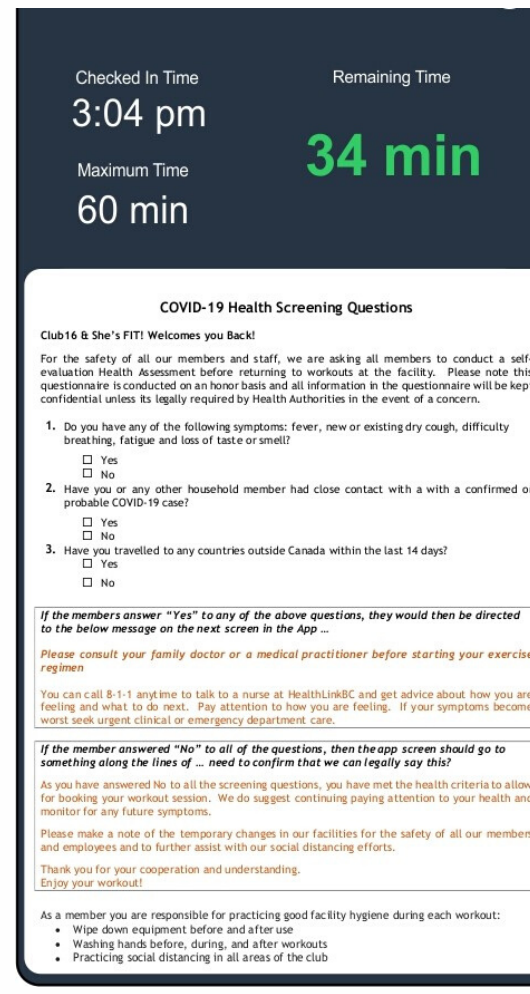 Checked In Time
Remaining Time
3:04 pm
34 min
Maximum Time
60 min
COVID-19 Health Screening Questions
Club16 & She's FIT! Welcomes you Back!
For the safety of all our members and staff, we are asking all members to conduct a self-
evaluation Health Assessment before returning to workouts at the facility. Please note this
questionnaire is conducted on an honor basis and all information in the questionnaire will be kept
confidential unless its legally required by Health Authorities in the event of a concern.
1. Do you have any of the following symptoms: fever, new or existing dry cough, difficulty
breathing, fatigue and loss of taste or smell?
☐ Yes
☐ No
2. Have you or any other household member had close contact with a with a confirmed or
probable COVID-19 case?
☐ Yes
☐ No
3. Have you travelled to any countries outside Canada within the last 14 days?
☐ Yes
☐ No
If the members answer "Yes" to any of the above questions, they would then be directed
to the below message on the next screen in the App ...
Please consult your family doctor or a medical practitioner before starting your exercise
regimen
You can call 8-1-1 anytime to talk to a nurse at HealthLinkBC and get advice about how you are
feeling and what to do next. Pay attention to how you are feeling. If your symptoms become
worst seek urgent clinical or emergency department care.
If the member answered "No" to all of the questions, then the app screen should go to
something along the lines of ... need to confirm that we can legally say this?
As you have answered No to all the screening questions, you have met the health criteria to allow
for booking your workout session. We do suggest continuing paying attention to your health and
monitor for any future symptoms.
Please make a note of the temporary changes in our facilities for the safety of all our members
and employees and to further assist with our social distancing efforts.
Thank you for your cooperation and understanding.
Enjoy your workout!
As a member you are responsible for practicing good facility hygiene during each workout:
• Wipe down equipment before and after use
• Washing hands before, during, and after workouts
• Practicing social distancing in all areas of the club